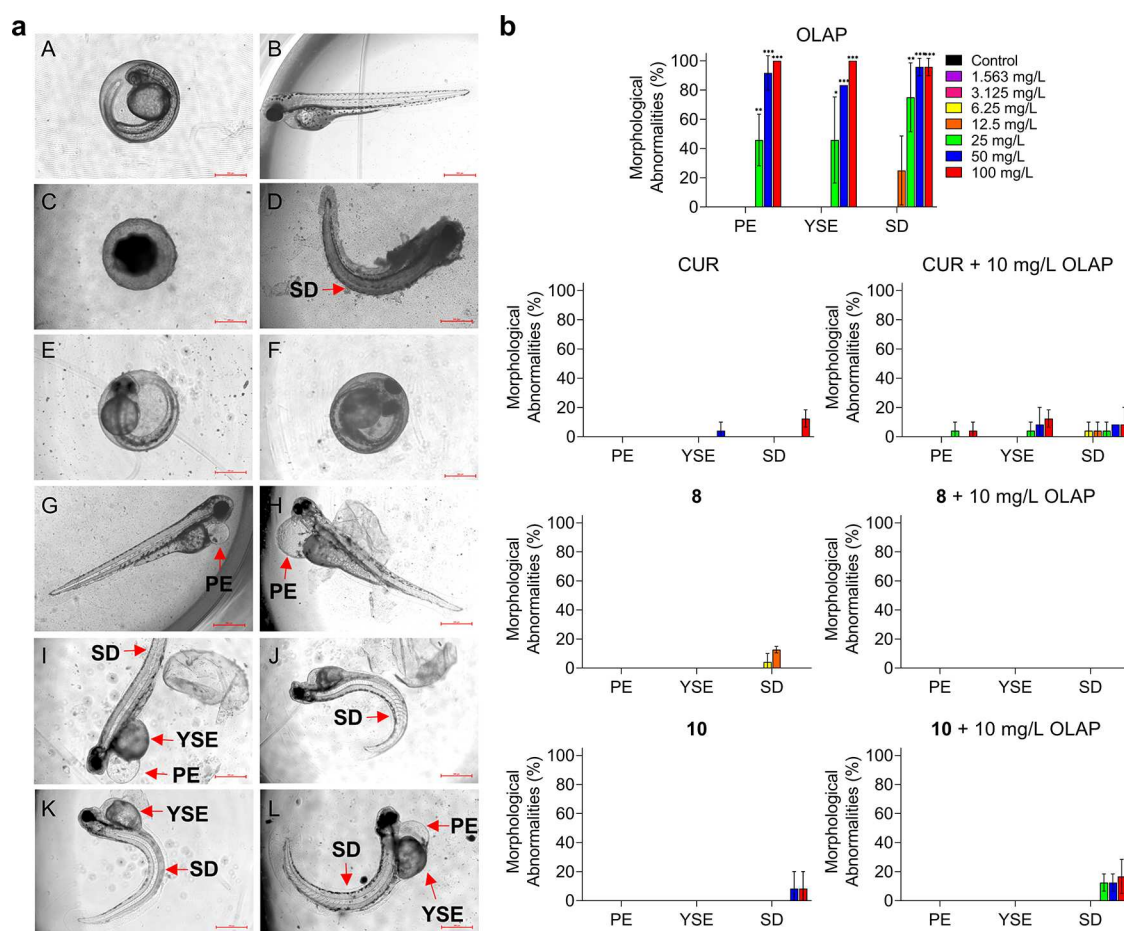 a
A
B
C
D
SD
E
F
G
PE
H
PE
I
SD
YSE
PE
J
SD
K
YSE
SD
L
PE
SD
YSE
b
OLAP
Morphological
Abnormalities (%)
100
80
60
40
20
0
** *** ***
* *** ***
** *** ***
PE YSE SD
Control
1.563 mg/L
3.125 mg/L
6.25 mg/L
12.5 mg/L
25 mg/L
50 mg/L
100 mg/L
CUR
Morphological
Abnormalities (%)
100
80
60
40
20
0
PE YSE SD
CUR + 10 mg/L OLAP
Morphological
Abnormalities (%)
100
80
60
40
20
0
PE YSE SD
8
Morphological
Abnormalities (%)
100
80
60
40
20
0
PE YSE SD
8 + 10 mg/L OLAP
Morphological
Abnormalities (%)
100
80
60
40
20
0
PE YSE SD
10
Morphological
Abnormalities (%)
100
80
60
40
20
0
PE YSE SD
10 + 10 mg/L OLAP
Morphological
Abnormalities (%)
100
80
60
40
20
0
PE YSE SD